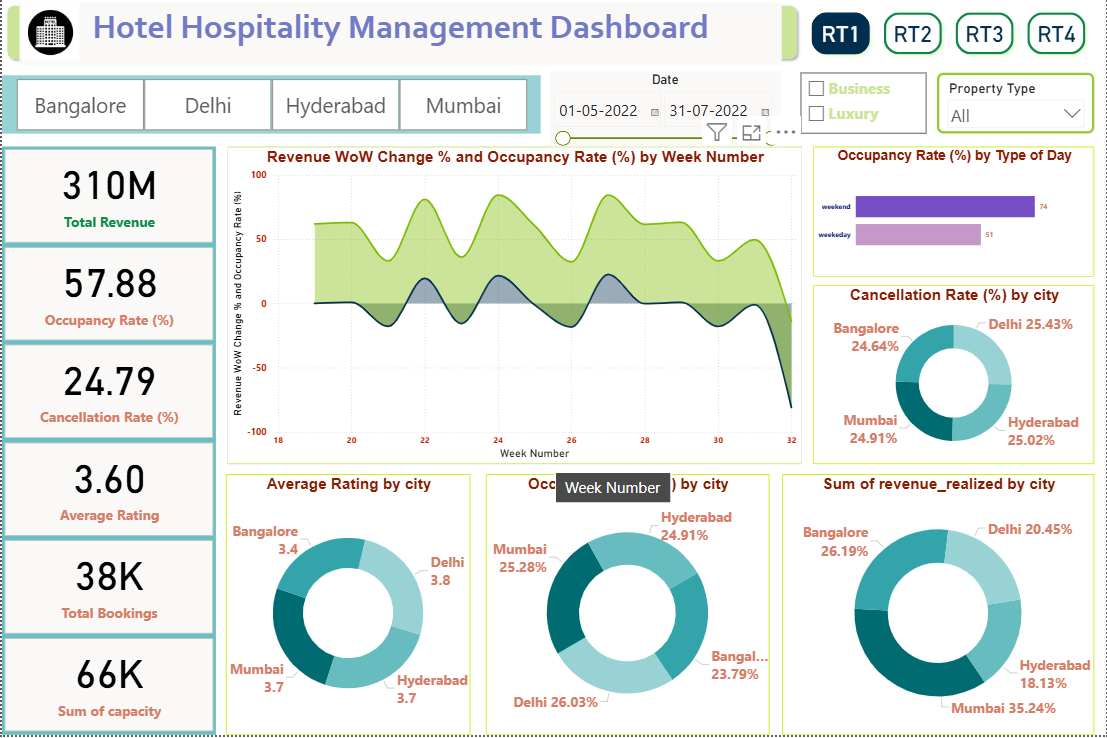 Hotel Hospitality Management Dashboard
RT1
RT2
RT3
RT4
Bangalore
Delhi
Hyderabad
Mumbai
Date
01-05-2022
31-07-2022
Business
Luxury
Property Type
All
310M
Total Revenue
57.88
Occupancy Rate (%)
24.79
Cancellation Rate (%)
3.60
Average Rating
38K
Total Bookings
66K
Sum of capacity
Revenue WoW Change % and Occupancy Rate (%) by Week Number
Revenue WoW Change % and Occupancy Rate (%)
100
50
0
-50
-100
18
20
22
24
26
28
30
32
Week Number
Occupancy Rate (%) by Type of Day
weekend
74
weekeday
51
Cancellation Rate (%) by city
Bangalore
24.64%
Delhi 25.43%
Mumbai
24.91%
Hyderabad
25.02%
Average Rating by city
Bangalore
3.4
Delhi
3.8
Mumbai
3.7
Hyderabad
3.7
Occ
Week Number
) by city
Hyderabad
24.91%
Mumbai
25.28%
Bangal...
23.79%
Delhi 26.03%
Sum of revenue_realized by city
Bangalore
26.19%
Delhi 20.45%
Hyderabad
18.13%
Mumbai 35.24%